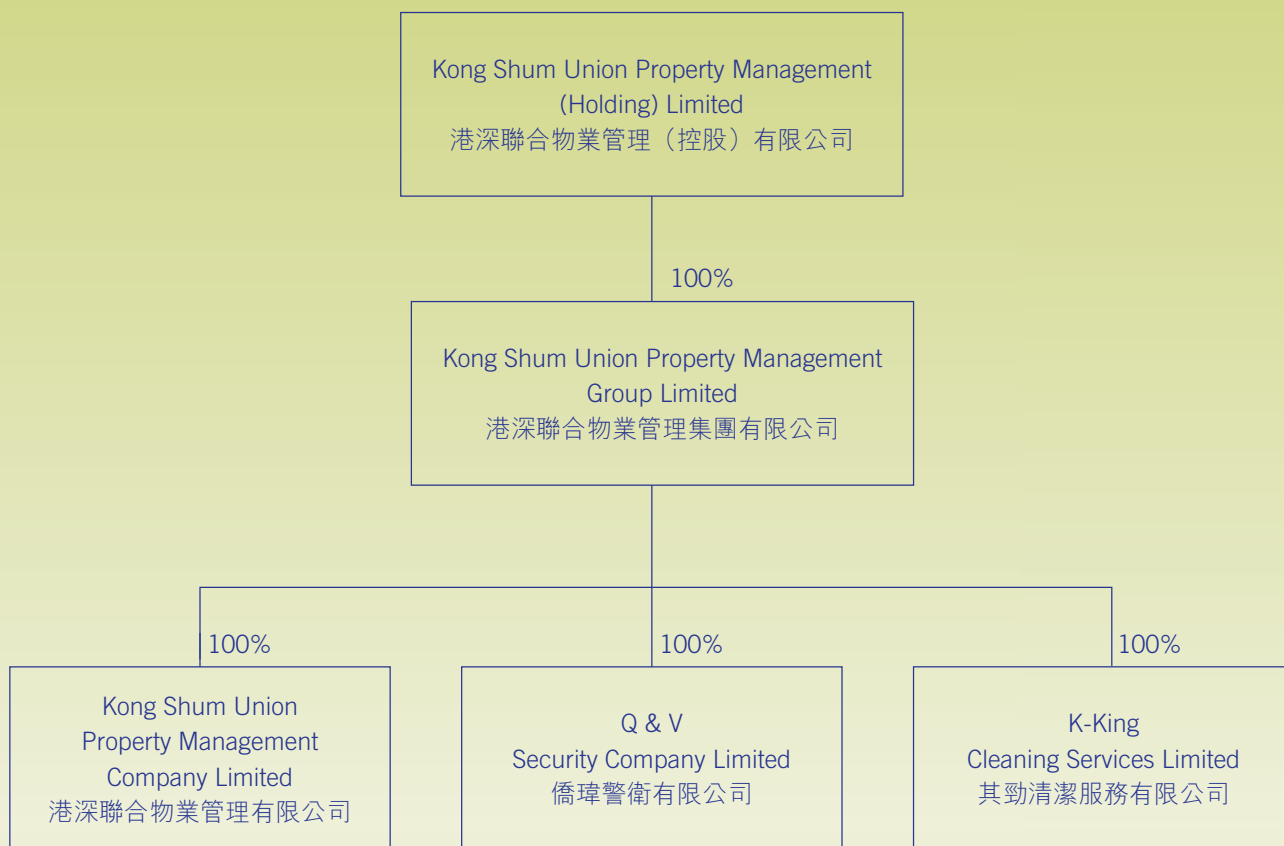 Kong Shum Union Property Management
(Holding) Limited
港深聯合物業管理（控股）有限公司
100%
Kong Shum Union Property Management
Group Limited
港深聯合物業管理集團有限公司
100%
100%
100%
Kong Shum Union
Property Management
Company Limited
港深聯合物業管理有限公司
Q & V
Security Company Limited
僑瑋警衛有限公司
K-King
Cleaning Services Limited
其勁清潔服務有限公司